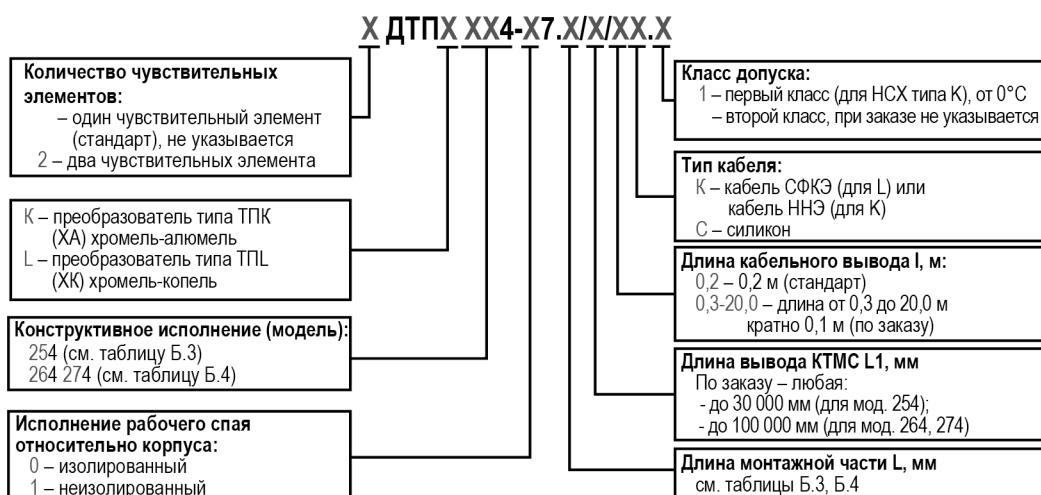 X ДТПX XX4-X7.X/X/XX.X
Количество чувствительных
элементов:
– один чувствительный элемент
(стандарт), не указывается
2 – два чувствительных элемента
K – преобразователь типа ТПК
(ХА) хромель-алюмель
L – преобразователь типа ТПL
(ХК) хромель-копель
Конструктивное исполнение (модель):
254 (см. таблицу Б.3)
264 274 (см. таблицу Б.4)
Исполнение рабочего спая
относительно корпуса:
0 – изолированный
1 – неизолированный
Класс допуска:
1 – первый класс (для НСХ типа K), от 0°С
– второй класс, при заказе не указывается
Тип кабеля:
К – кабель СФКЭ (для L) или
кабель ННЭ (для K)
С – силикон
Длина кабельного вывода l, м:
0,2 – 0,2 м (стандарт)
0,3-20,0 – длина от 0,3 до 20,0 м
кратно 0,1 м (по заказу)
Длина вывода КТМС L1, мм
По заказу – любая:
- до 30 000 мм (для мод. 254);
- до 100 000 мм (для мод. 264, 274)
Длина монтажной части L, мм
см. таблицы Б.3, Б.4